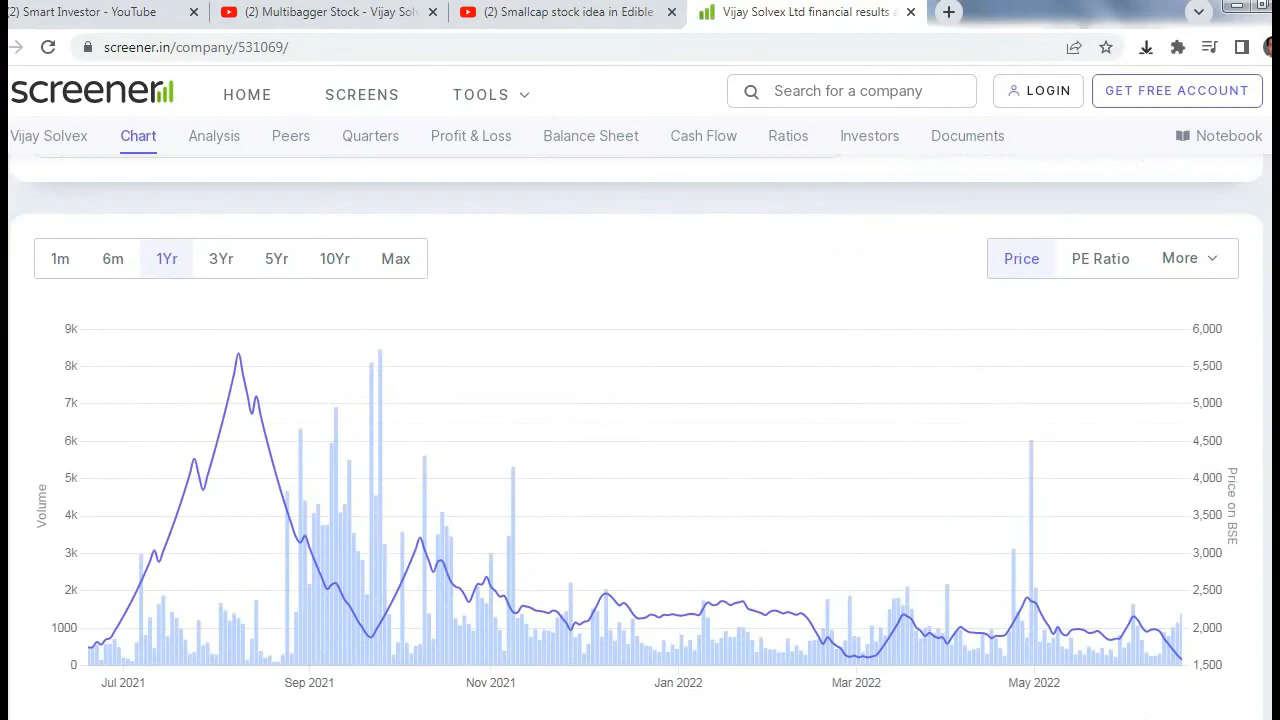 (2) Smart Investor - YouTube
(2) Multibagger Stock - Vijay Solv
(2) Smallcap stock idea in Edible
Vijay Solvex Ltd financial results a
screener.in/company/531069/
screener
HOME
SCREENS
TOOLS
Search for a company
LOGIN
GET FREE ACCOUNT
Vijay Solvex
Chart
Analysis
Peers
Quarters
Profit & Loss
Balance Sheet
Cash Flow
Ratios
Investors
Documents
Notebook
1m
6m
1Yr
3Yr
5Yr
10Yr
Max
Price
PE Ratio
More
9k
8k
7k
6k
5k
4k
3k
2k
1000
0
Volume
6,000
5,500
5,000
4,500
4,000
3,500
3,000
2,500
2,000
1,500
Price on BSE
Jul 2021
Sep 2021
Nov 2021
Jan 2022
Mar 2022
May 2022